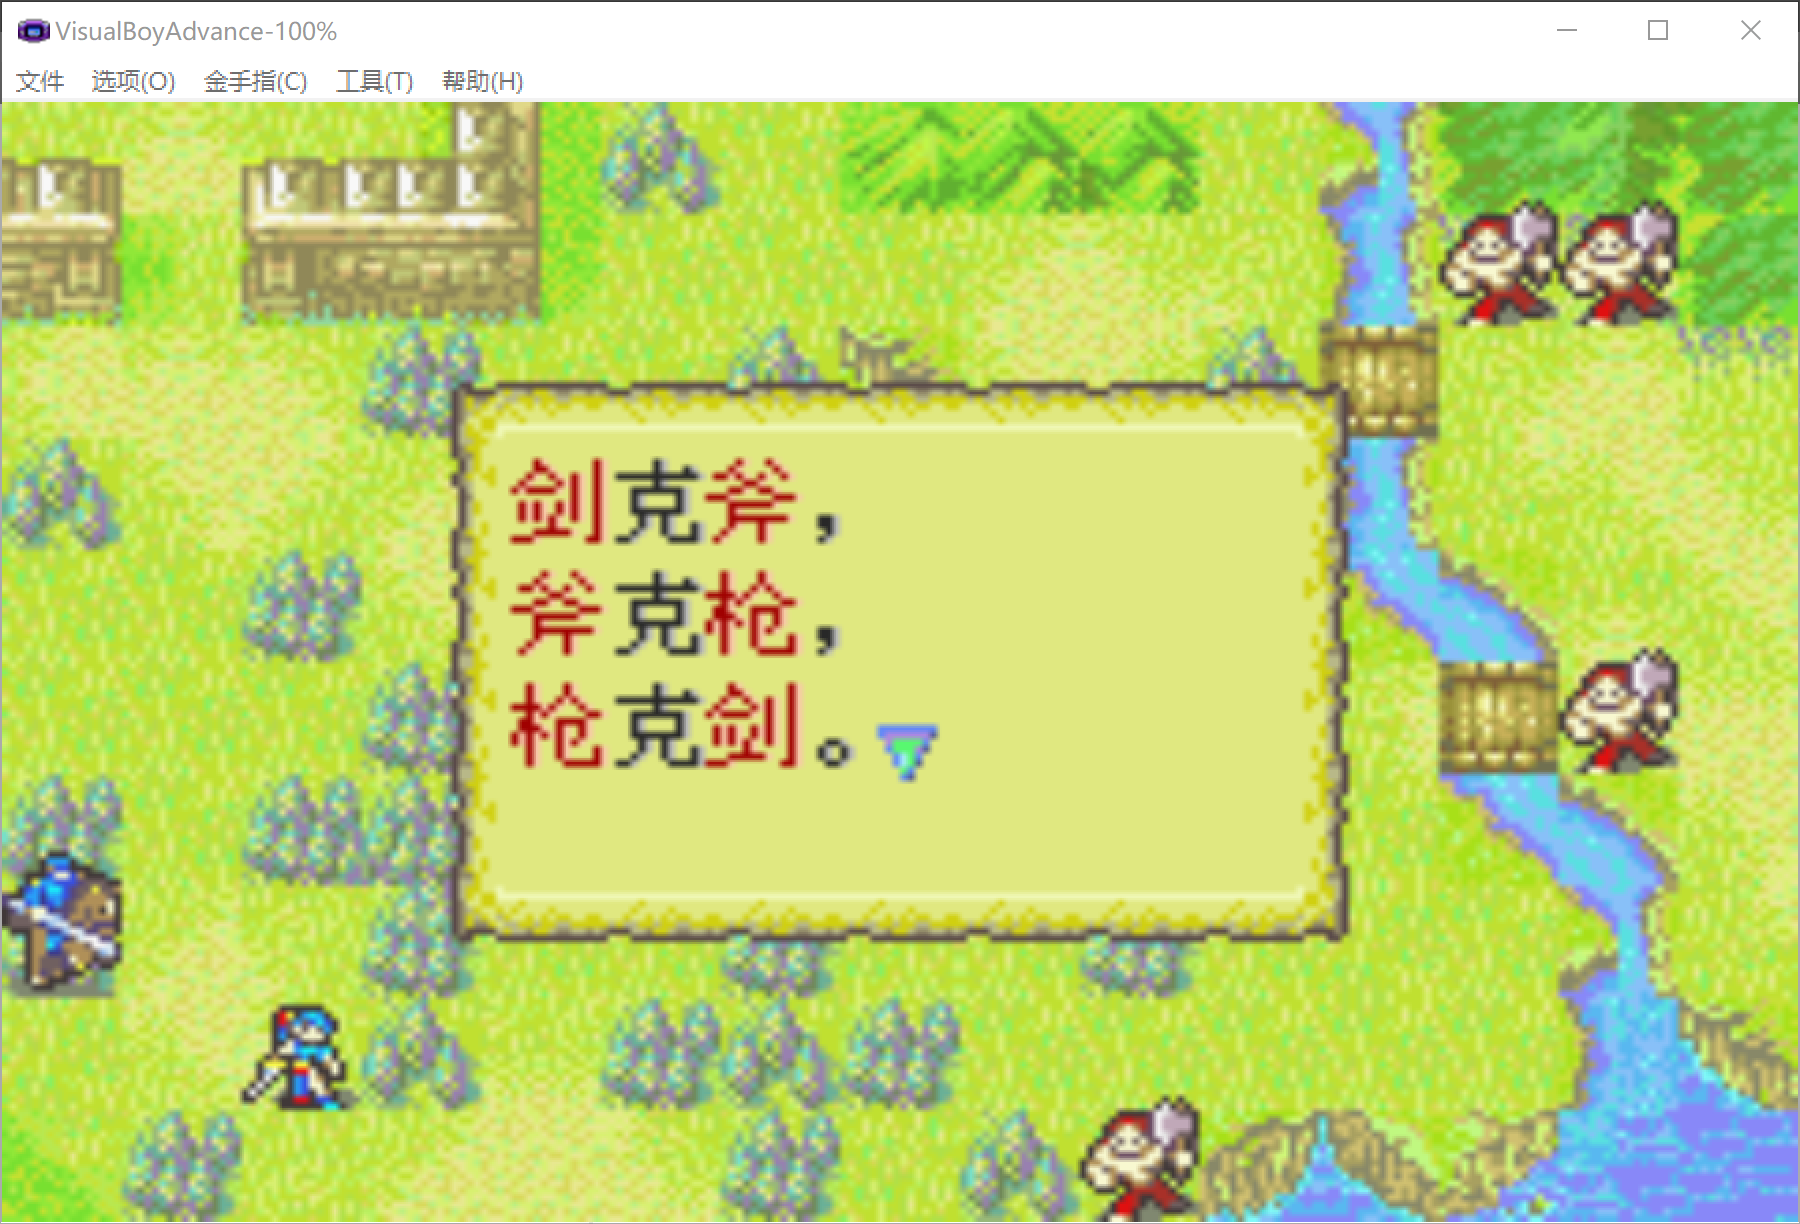 VisualBoyAdvance-100%
文件 选项(O) 金手指(C) 工具(T) 帮助(H)
剑克斧，
斧克枪，
枪克剑。